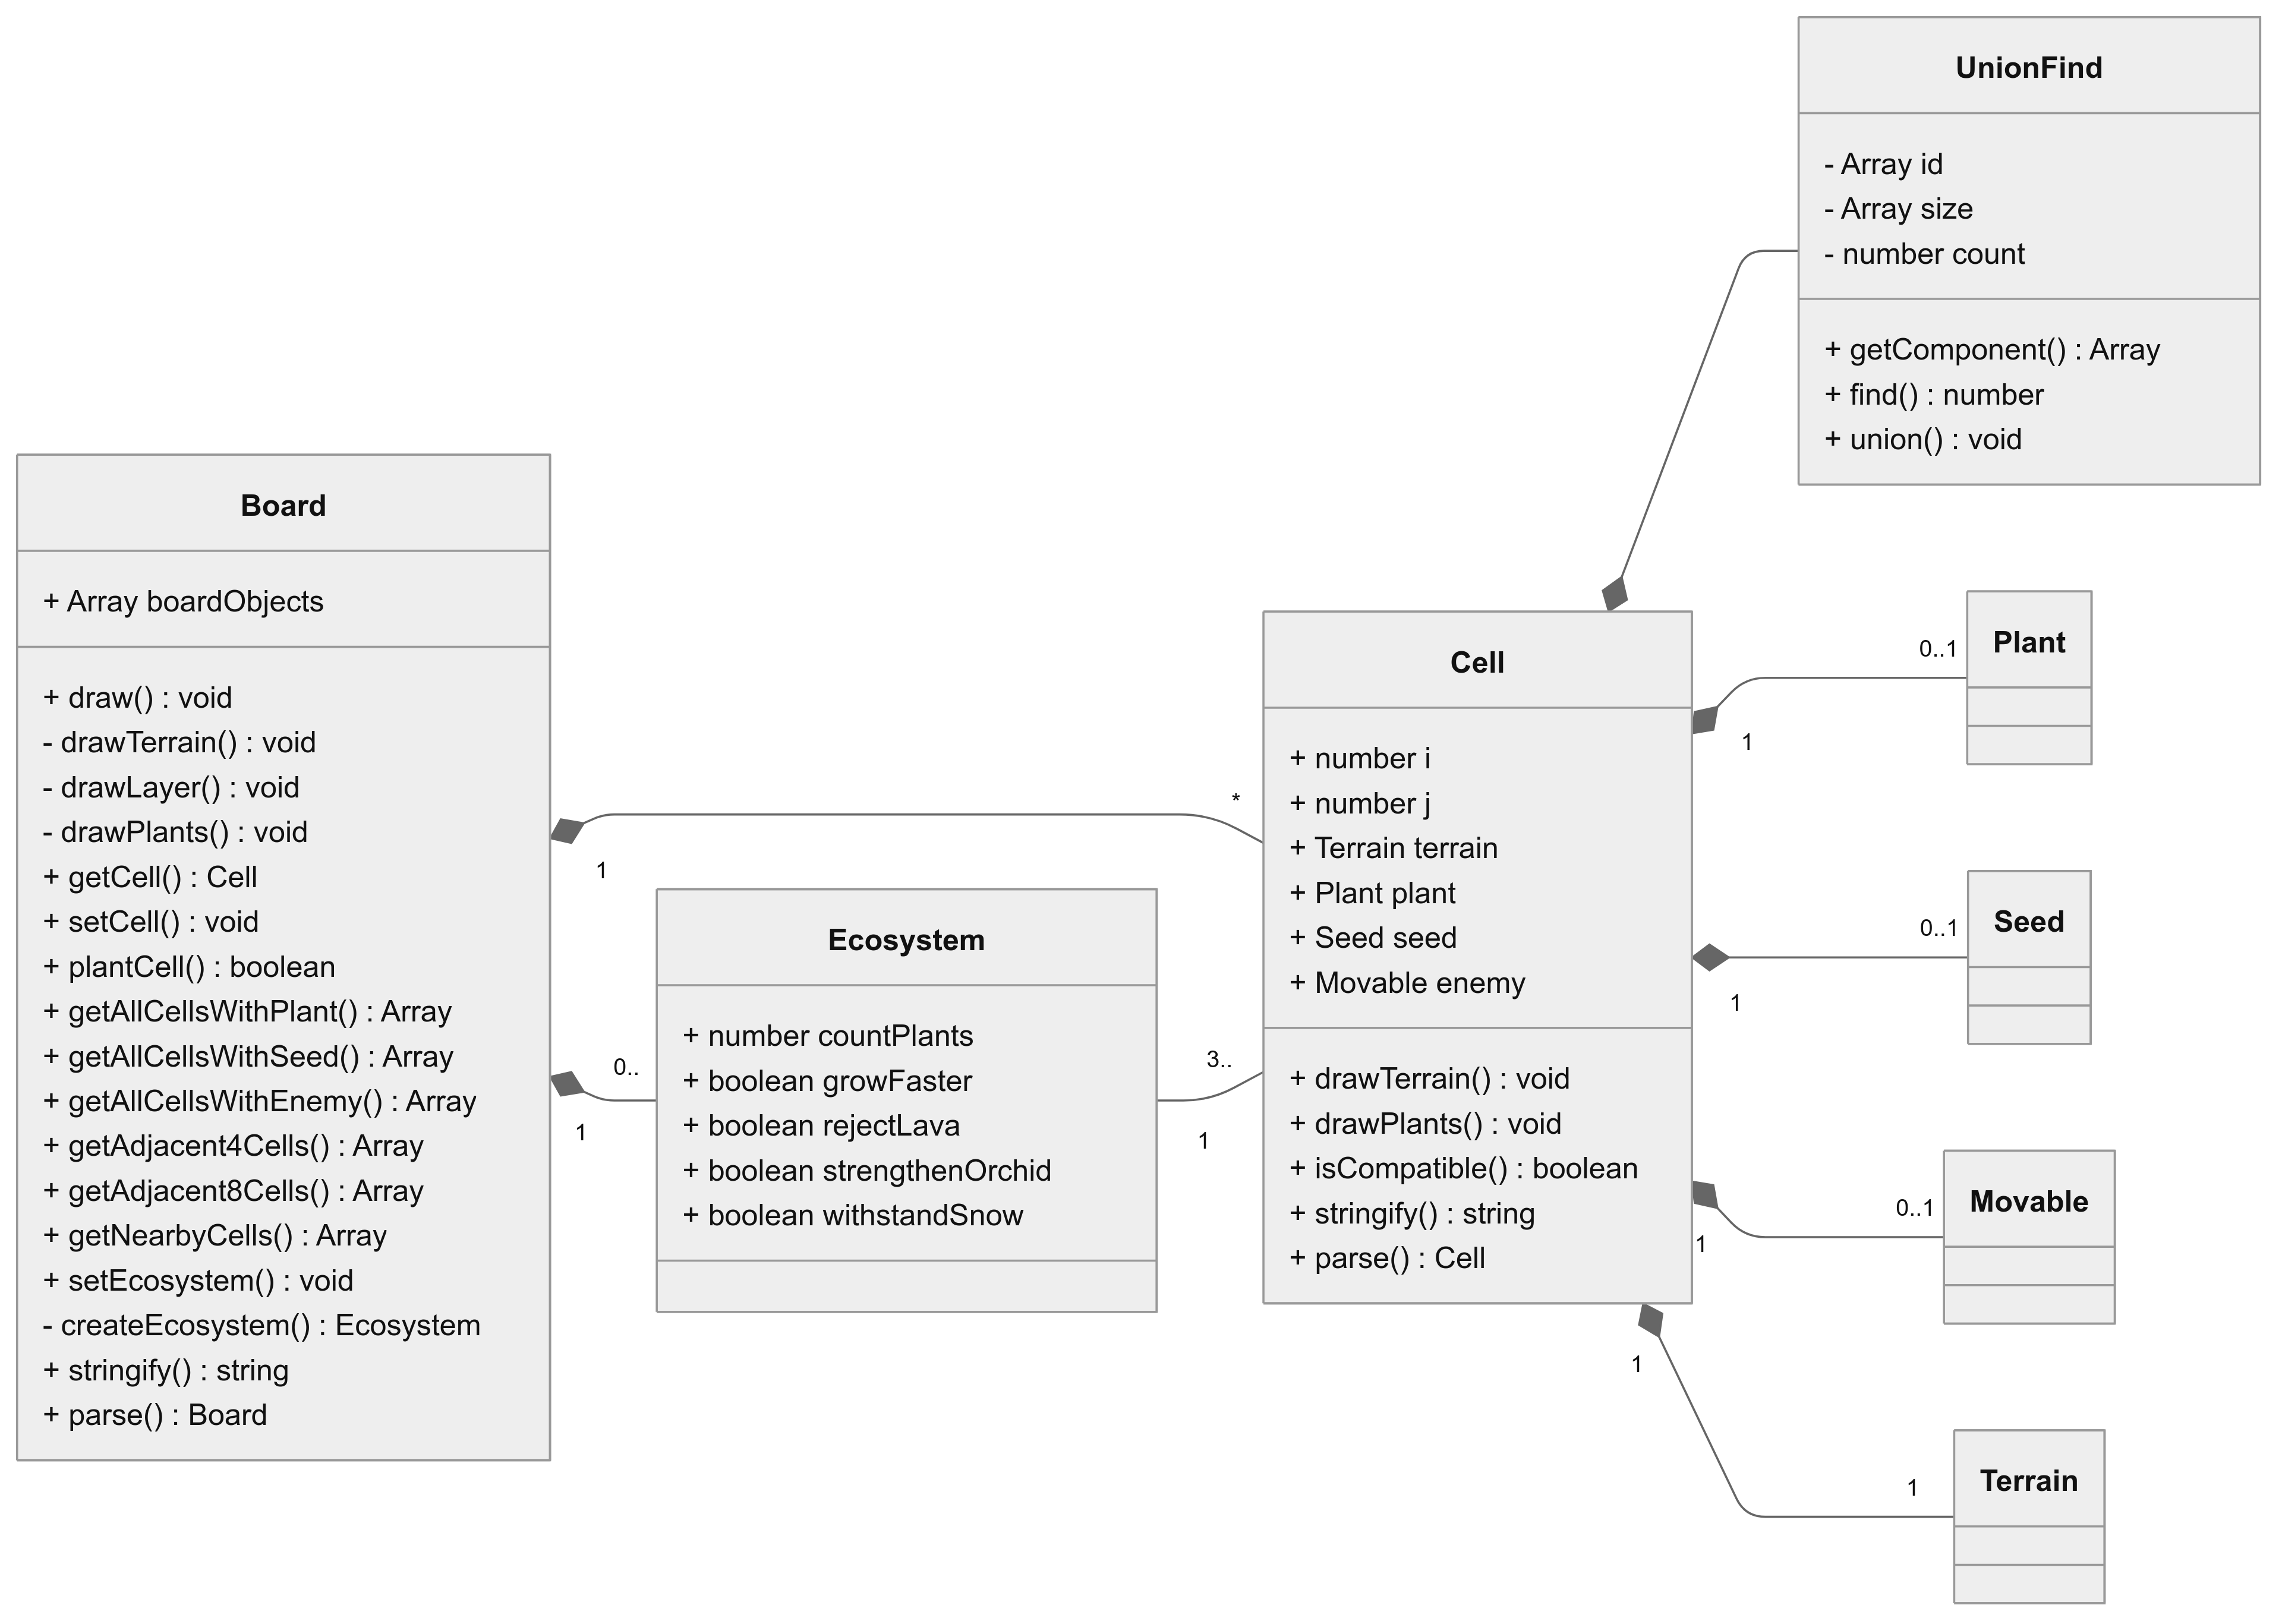 UnionFind
- Array id
- Array size
- number count
+ getComponent() : Array
+ find() : number
+ union() : void
Board
+ Array boardObjects
+ draw() : void
- drawTerrain() : void
- drawLayer() : void
- drawPlants() : void
+ getCell() : Cell
+ setCell() : void
+ plantCell() : boolean
+ getAllCellsWithPlant() : Array
+ getAllCellsWithSeed() : Array
+ getAllCellsWithEnemy() : Array
+ getAdjacent4Cells() : Array
+ getAdjacent8Cells() : Array
+ getNearbyCells() : Array
+ setEcosystem() : void
- createEcosystem() : Ecosystem
+ stringify() : string
+ parse() : Board
1
*
0..
1
Ecosystem
+ number countPlants
+ boolean growFaster
+ boolean rejectLava
+ boolean strengthenOrchid
+ boolean withstandSnow
3..
1
Cell
+ number i
+ number j
+ Terrain terrain
+ Plant plant
+ Seed seed
+ Movable enemy
+ drawTerrain() : void
+ drawPlants() : void
+ isCompatible() : boolean
+ stringify() : string
+ parse() : Cell
0..1
1
Plant
0..1
1
Seed
0..1
1
Movable
1
1
Terrain